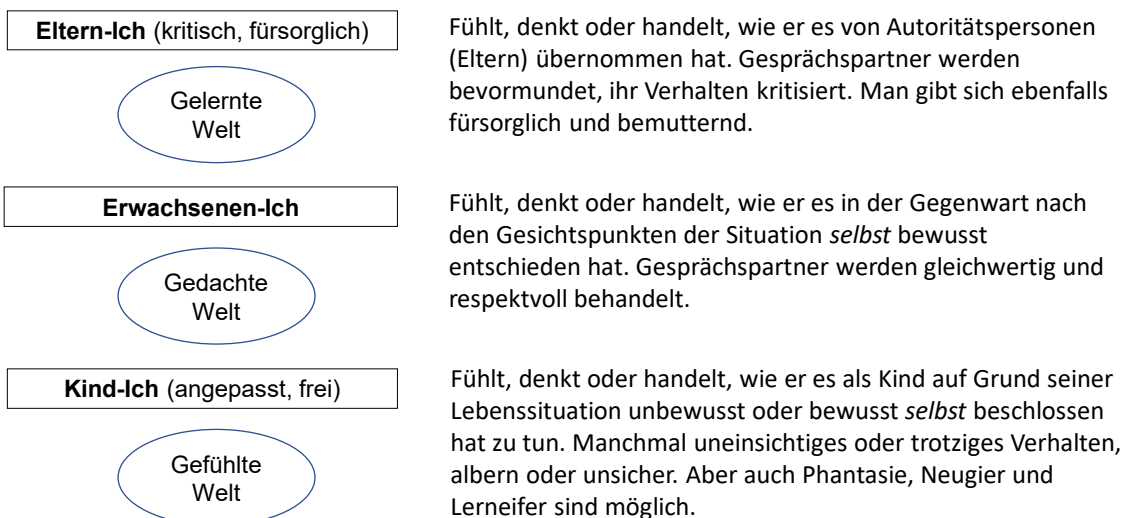 Eltern-Ich (kritisch, fürsorglich)
Gelernte
Welt
Fühlt, denkt oder handelt, wie er es von Autoritätspersonen
(Eltern) übernommen hat. Gesprächspartner werden
bevormundet, ihr Verhalten kritisiert. Man gibt sich ebenfalls
fürsorglich und bemutternd.
Erwachsenen-Ich
Gedachte
Welt
Fühlt, denkt oder handelt, wie er es in der Gegenwart nach
den Gesichtspunkten der Situation selbst bewusst
entschieden hat. Gesprächspartner werden gleichwertig und
respektvoll behandelt.
Kind-Ich (angepasst, frei)
Gefühlte
Welt
Fühlt, denkt oder handelt, wie er es als Kind auf Grund seiner
Lebenssituation unbewusst oder bewusst selbst beschlossen
hat zu tun. Manchmal uneinsichtiges oder trotziges Verhalten,
albern oder unsicher. Aber auch Phantasie, Neugier und
Lerneifer sind möglich.